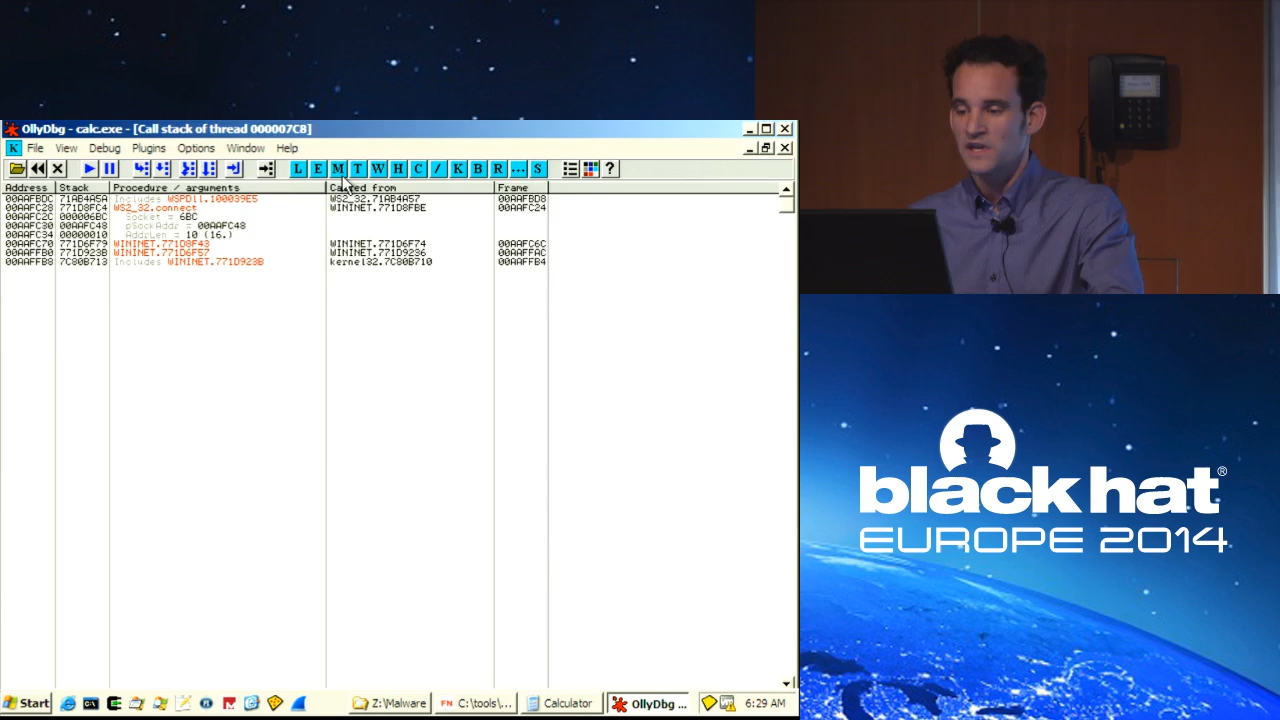 OllyDbg - calc.exe - [Call stack of thread 000007C8]
K File View Debug Plugins Options Window Help
L E M T W H C / K B R ... S ?
Address Stack Procedure / arguments Called from Frame
00AAFBDC 71AB4A5A Includes WSPDll.100039E5 WS2_32.71AB4A57 00AAFBD8
00AAFC28 771D8FC4 WS2_32.connect WININET.771D8FBE 00AAFC24
00AAFC2C 000006BC Socket = 6BC
00AAFC30 00AAFC48 pSockAddr = 00AAFC48
00AAFC34 00000010 AddrLen = 10 (16.)
00AAFC70 771D6F79 WININET.771D8F43 WININET.771D6F74 00AAFC6C
00AAFFB0 771D923B WININET.771D6F57 WININET.771D9236 00AAFFAC
00AAFFB8 7C80B713 Includes WININET.771D923B kernel32.7C80B710 00AAFFB4
black hat®
EUROPE 2014
Start Z:\Malware FN C:\tools\... Calculator OllyDbg ... 6:29 AM